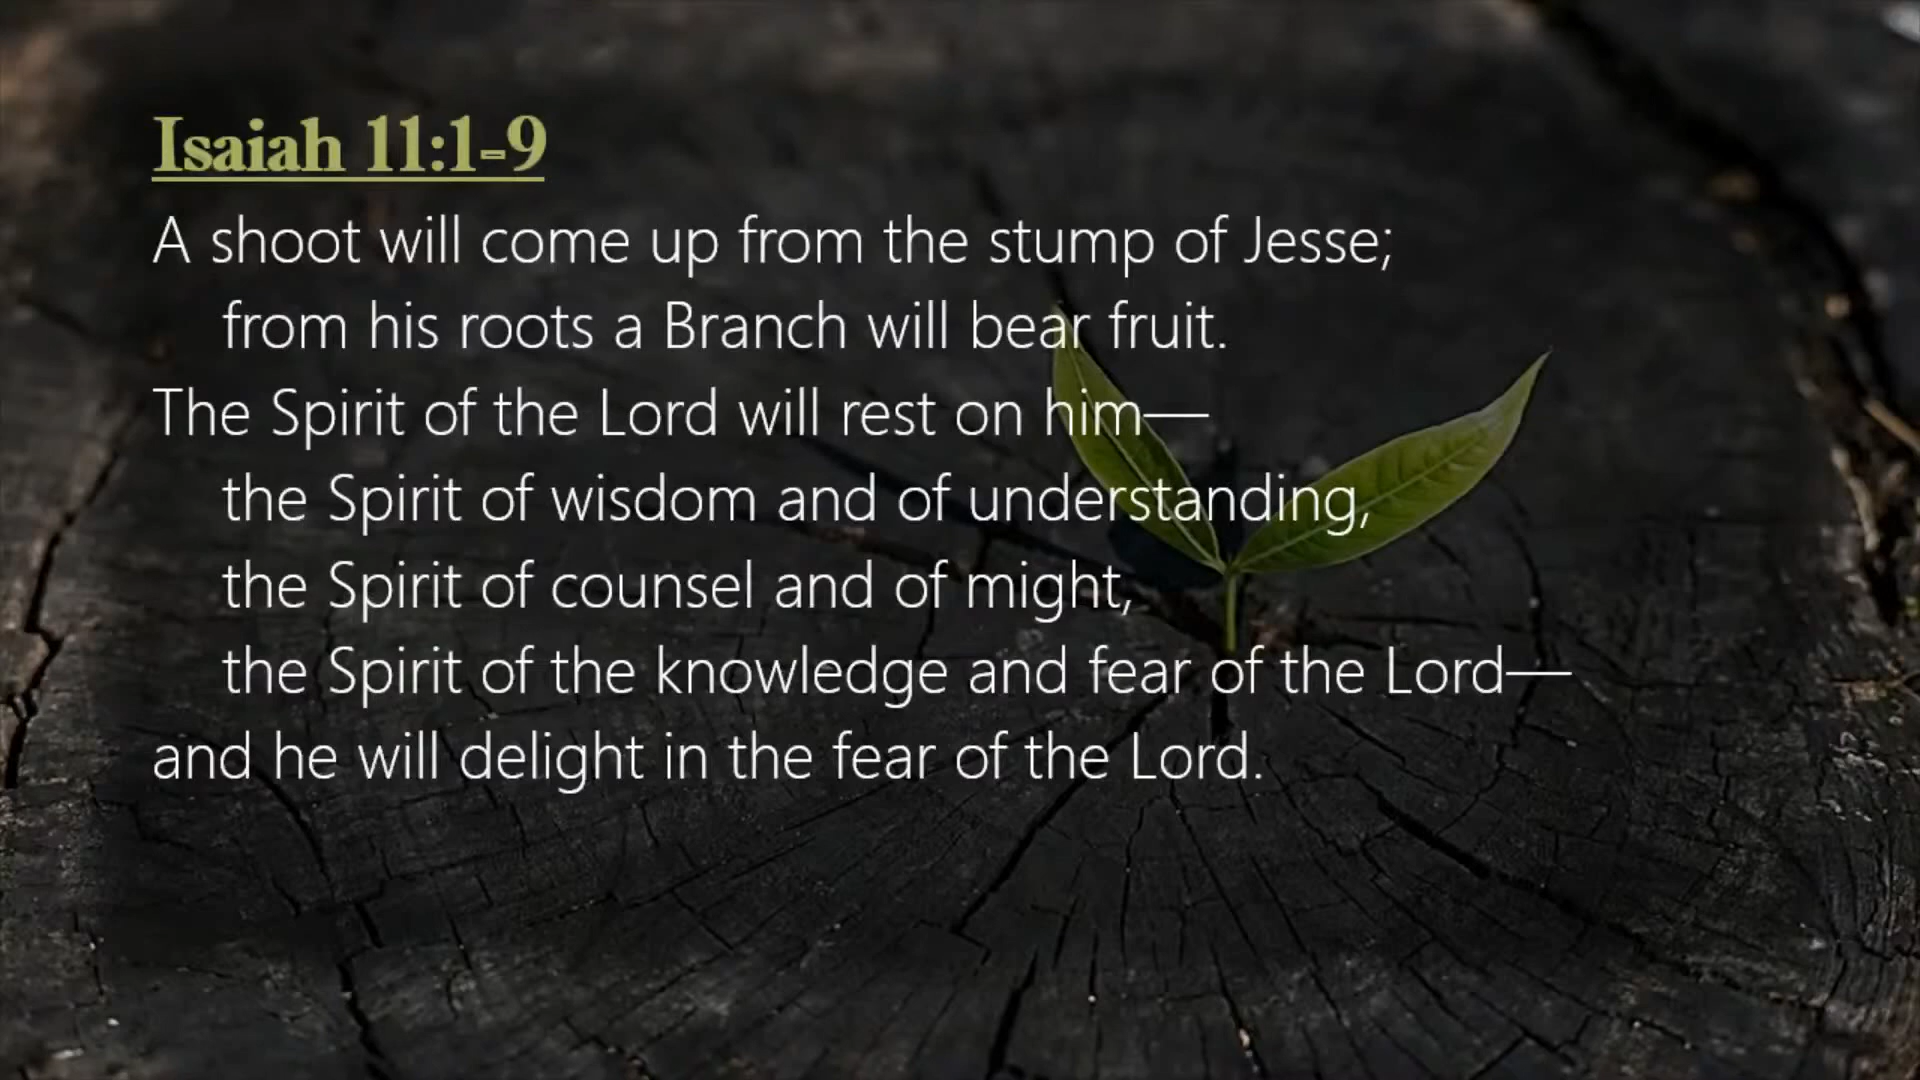 Isaiah 11:1-9
A shoot will come up from the stump of Jesse;
from his roots a Branch will bear fruit.
The Spirit of the Lord will rest on him—
the Spirit of wisdom and of understanding,
the Spirit of counsel and of might,
the Spirit of the knowledge and fear of the Lord—
and he will delight in the fear of the Lord.